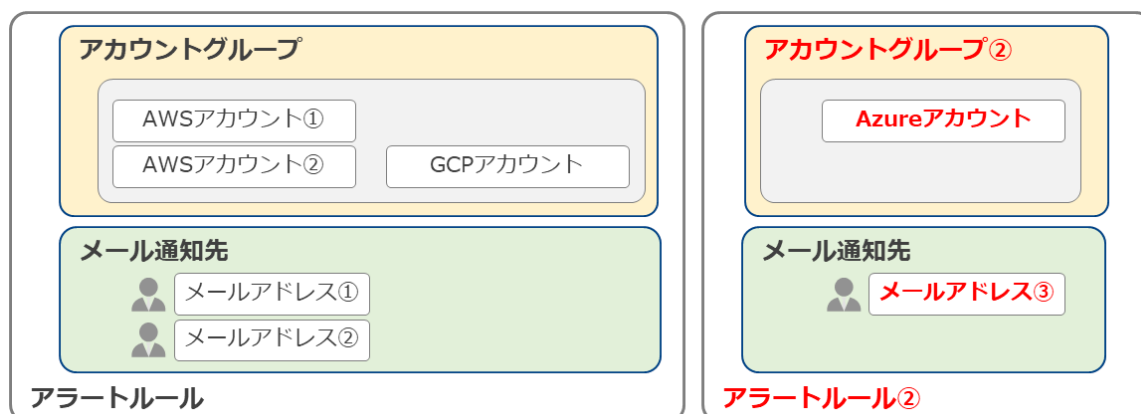 アカウントグループ
AWSアカウント①
AWSアカウント②
GCPアカウント
メール通知先
メールアドレス①
メールアドレス②
アラートルール
アカウントグループ②
Azureアカウント
メール通知先
メールアドレス③
アラートルール②